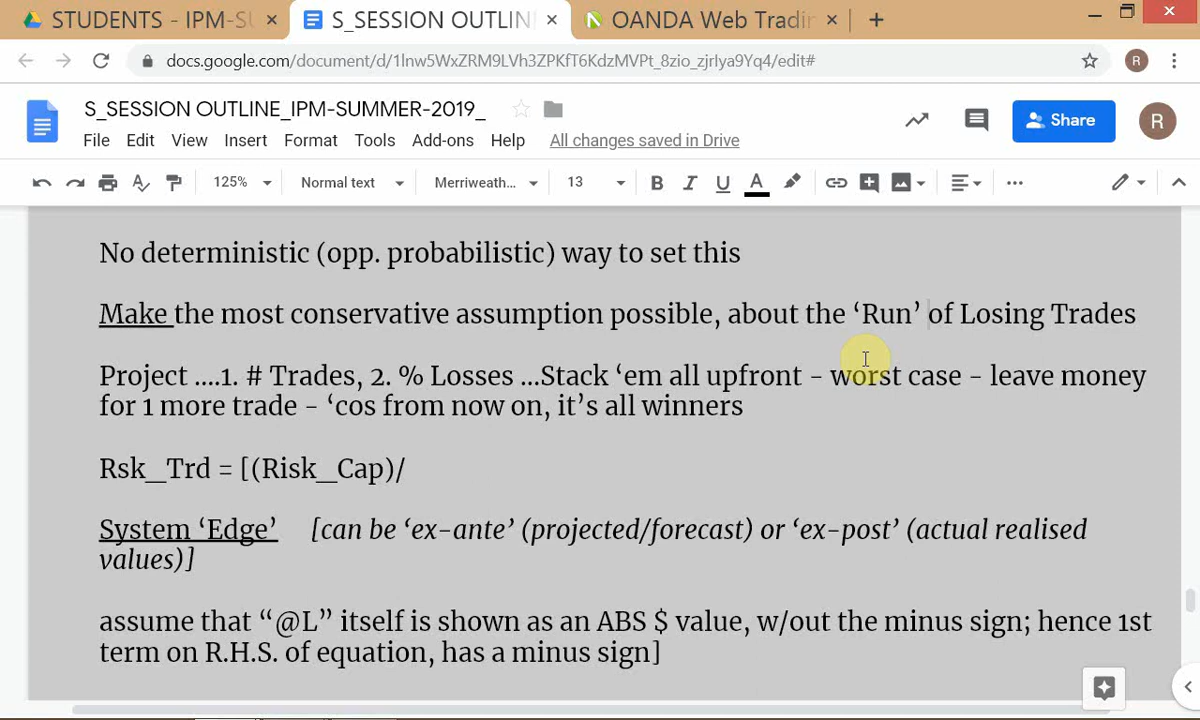 STUDENTS - IPM-SU
S_SESSION OUTLIN
OANDA Web Tradi
docs.google.com/document/d/1lnw5WxZRM9LVh3ZPKfT6KdzMVPt_8zio_zjrIya9Yq4/edit#
R
S_SESSION OUTLINE_IPM-SUMMER-2019_
File Edit View Insert Format Tools Add-ons Help All changes saved in Drive
Share
R
125% Normal text Merriweath... 13 B I U A
No deterministic (opp. probabilistic) way to set this
Make the most conservative assumption possible, about the ‘Run’ of Losing Trades
Project ....1. # Trades, 2. % Losses ...Stack ‘em all upfront - worst case - leave money
for 1 more trade - ‘cos from now on, it’s all winners
Rsk_Trd = [(Risk_Cap)/
System ‘Edge’ [can be ‘ex-ante’ (projected/forecast) or ‘ex-post’ (actual realised
values)]
assume that “@L” itself is shown as an ABS $ value, w/out the minus sign; hence 1st
term on R.H.S. of equation, has a minus sign]